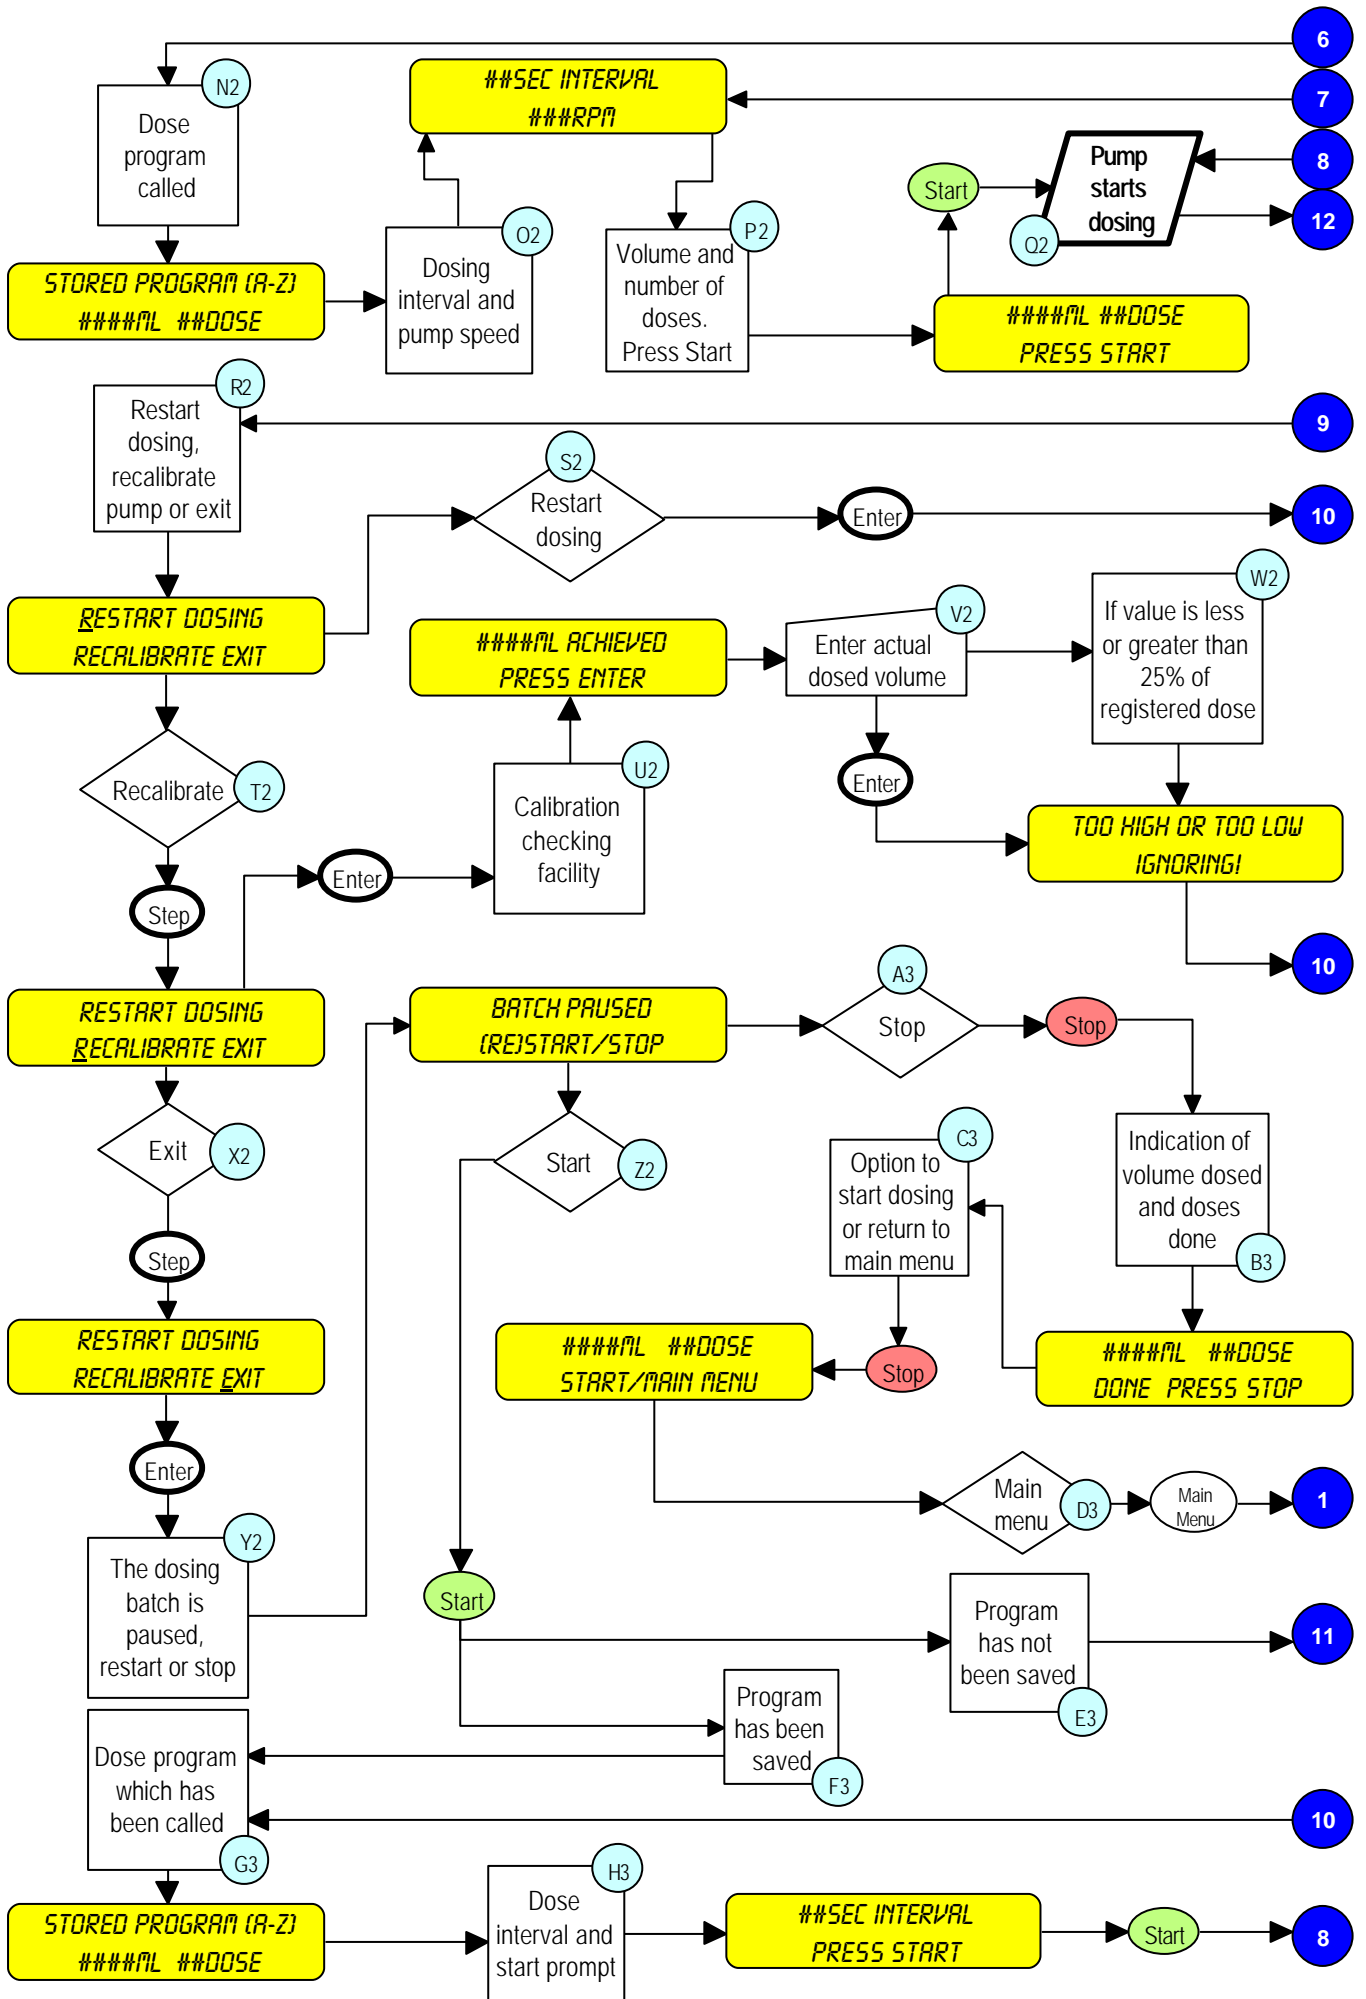 6
N2
Dose
program
called
##SEC INTERVAL
###RPM
7
Pump
starts
dosing
8
Start
12
Q2
O2
Dosing
interval and
pump speed
P2
Volume and
number of
doses.
Press Start
STORED PROGRAM (A-Z)
####ML ##DOSE
####ML ##DOSE
PRESS START
R2
Restart
dosing,
recalibrate
pump or exit
9
S2
Restart
dosing
Enter
10
W2
If value is less
or greater than
25% of
registered dose
RESTART DOSING
RECALIBRATE EXIT
####ML ACHIEVED
PRESS ENTER
V2
Enter actual
dosed volume
Recalibrate
T2
U2
Calibration
checking
facility
Enter
TOO HIGH OR TOO LOW
IGNORING!
Step
Enter
10
RESTART DOSING
RECALIBRATE EXIT
BATCH PAUSED
(RE)START/STOP
A3
Stop
Stop
Exit
X2
Start
Z2
C3
Option to
start dosing
or return to
main menu
Indication of
volume dosed
and doses
done
B3
Step
RESTART DOSING
RECALIBRATE EXIT
####ML ##DOSE
START/MAIN MENU
Stop
####ML ##DOSE
DONE PRESS STOP
Enter
Main
menu
D3
Main
Menu
1
Y2
The dosing
batch is
paused,
restart or stop
Start
Program
has not
been saved
E3
11
Program
has been
saved
F3
Dose program
which has
been called
G3
10
STORED PROGRAM (A-Z)
####ML ##DOSE
H3
Dose
interval and
start prompt
##SEC INTERVAL
PRESS START
Start
8